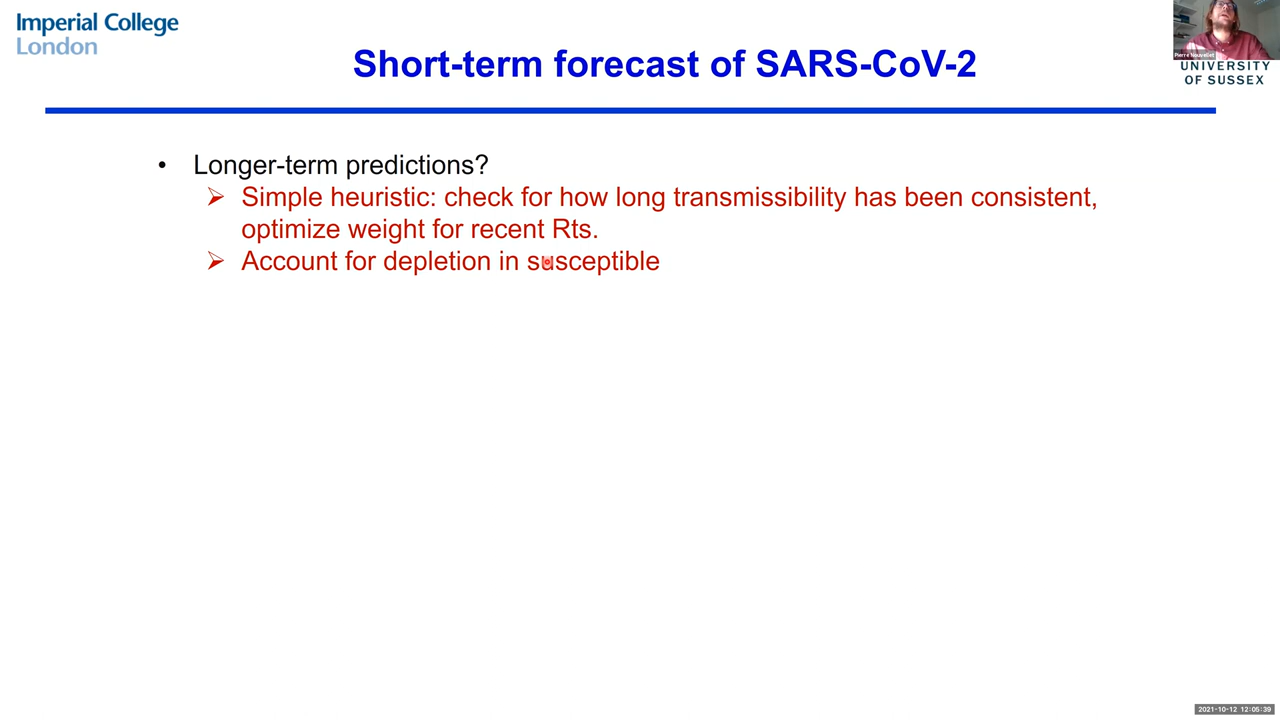 Imperial College
London
Short-term forecast of SARS-CoV-2
UNIVERSITY
OF SUSSEX
• Longer-term predictions?
➢ Simple heuristic: check for how long transmissibility has been consistent,
optimize weight for recent Rts.
➢ Account for depletion in susceptible
2021-10-12 12:05:39